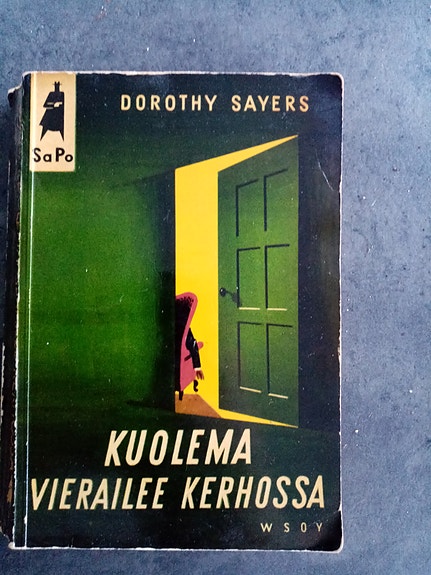 DOROTHY SAYERS
SaPo
KUOLEMA
VIERAILEE KERHOSSA
WSOY